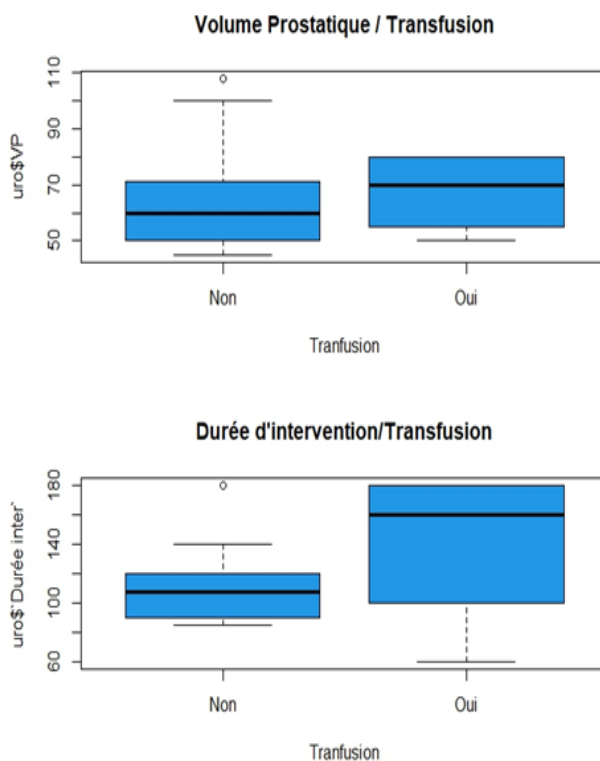 Volume Prostatique / Transfusion
uro$VP
110
90
70
50
Non Oui
Tranfusion
Durée d'intervention/Transfusion
uro$`Durée inter`
180
140
100
60
Non Oui
Tranfusion